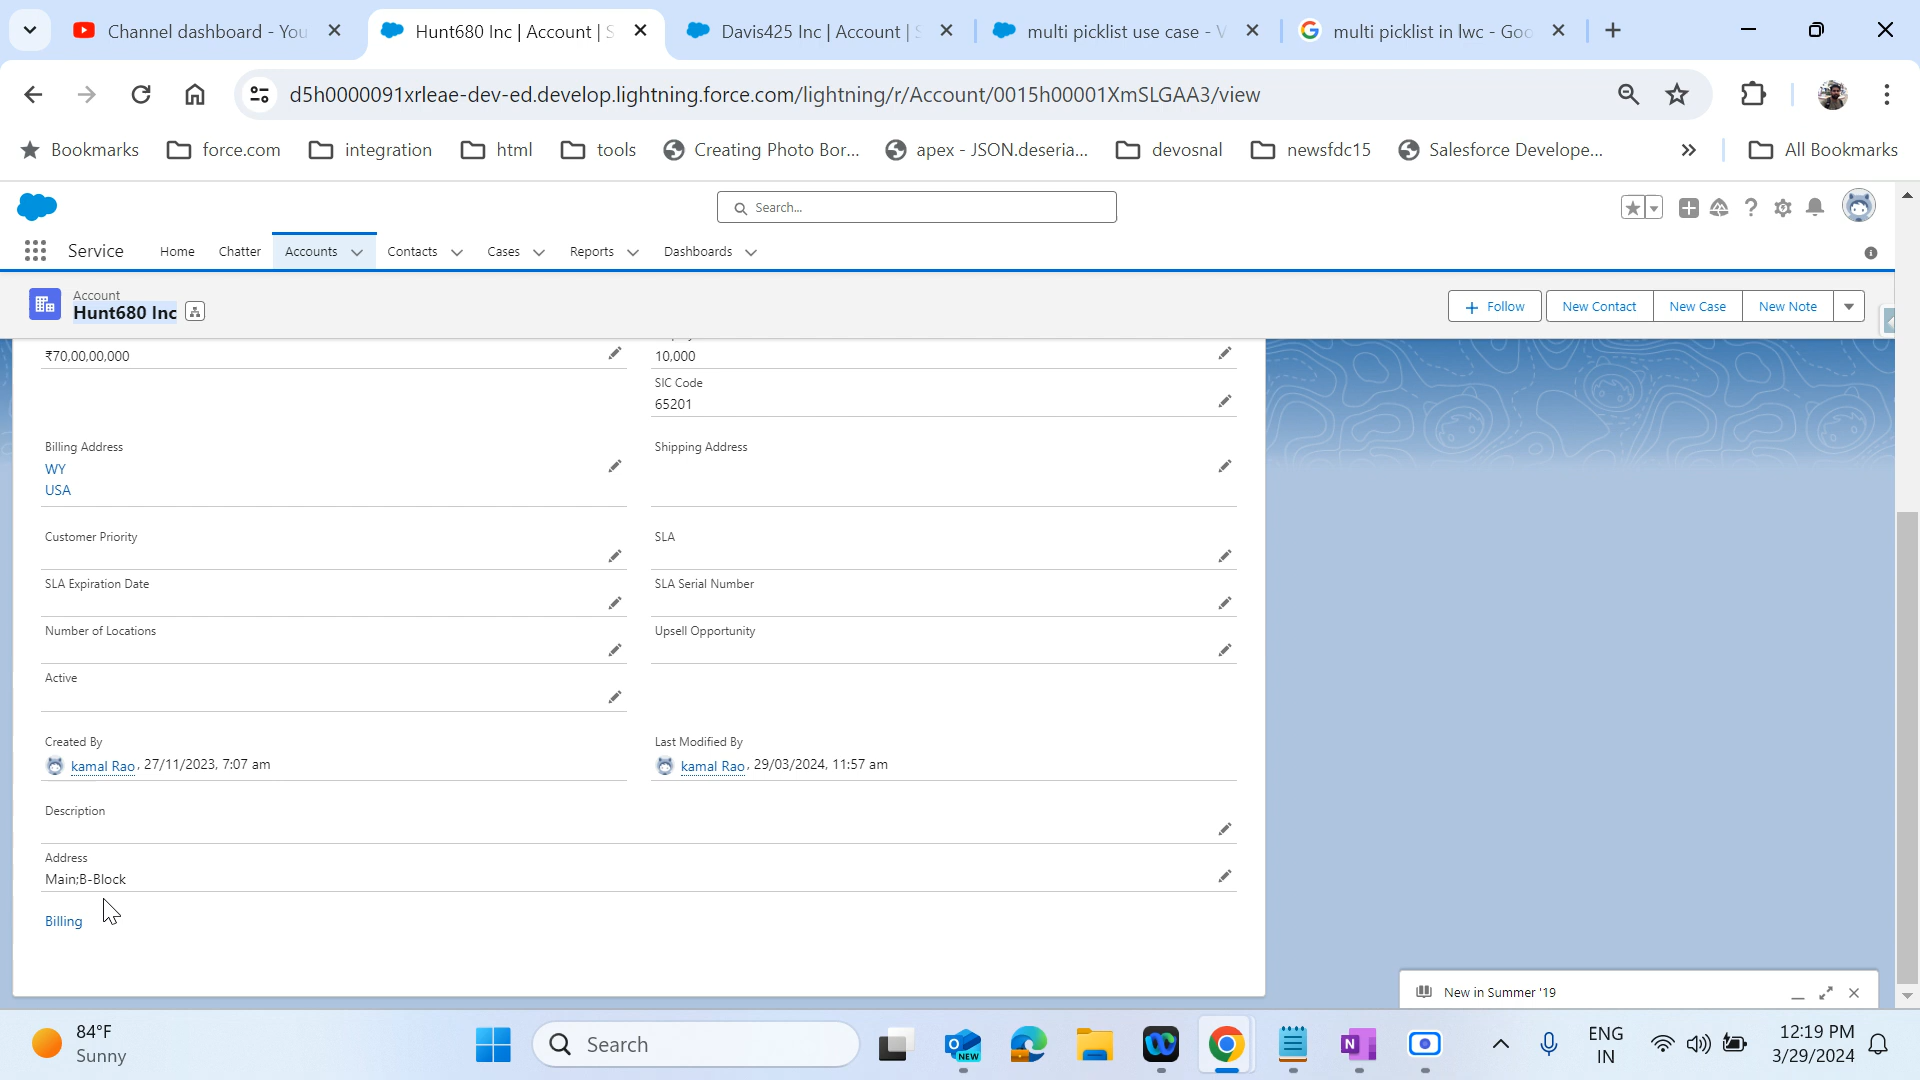 Channel dashboard - You
Hunt680 Inc | Account | S
Davis425 Inc | Account | S
multi picklist use case - V
multi picklist in lwc - Goo
d5h0000091xrleae-dev-ed.develop.lightning.force.com/lightning/r/Account/0015h00001XmSLGAA3/view
Bookmarks
force.com
integration
html
tools
Creating Photo Bor...
apex - JSON.deseria...
devosnal
newsfdc15
Salesforce Develope...
All Bookmarks
Search...
Service
Home
Chatter
Accounts
Contacts
Cases
Reports
Dashboards
Account
Hunt680 Inc
Follow
New Contact
New Case
New Note
₹70,00,00,000
10,000
SIC Code
65201
Billing Address
WY
USA
Shipping Address
Customer Priority
SLA
SLA Expiration Date
SLA Serial Number
Number of Locations
Upsell Opportunity
Active
Created By
kamal Rao, 27/11/2023, 7:07 am
Last Modified By
kamal Rao, 29/03/2024, 11:57 am
Description
Address
Main;B-Block
Billing
New in Summer '19
84°F
Sunny
Search
NEW
ENG
IN
12:19 PM
3/29/2024